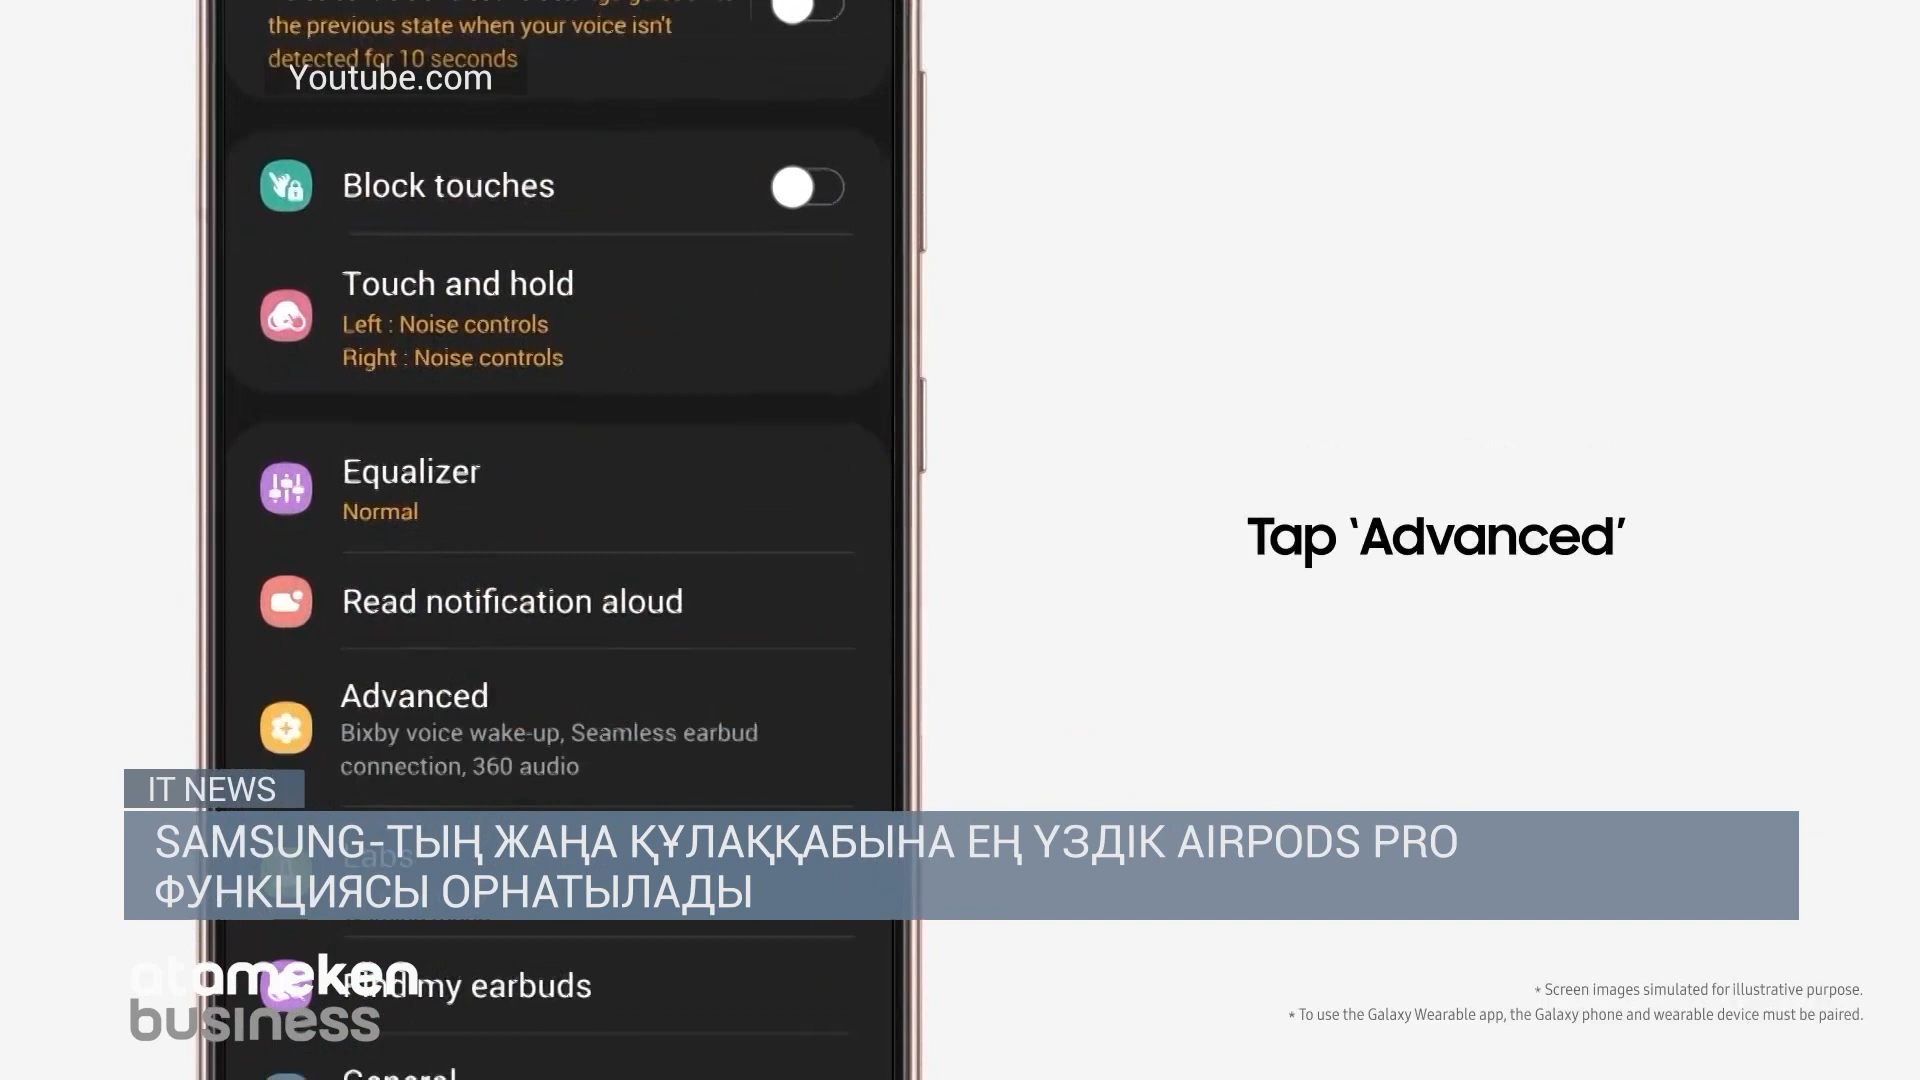 the previous state when your voice isn't
detected for 10 seconds
Youtube.com
Block touches
Touch and hold
Left : Noise controls
Right : Noise controls
Equalizer
Normal
Read notification aloud
Advanced
Bixby voice wake-up, Seamless earbud
connection, 360 audio
Tap ‘Advanced’
IT NEWS
Labs
SAMSUNG-ТЫҢ ЖАҢА ҚҰЛАҚҚАБЫНА ЕҢ ҮЗДІК AIRPODS PRO
ФУНКЦИЯСЫ ОРНАТЫЛАДЫ
atameken
business
Find my earbuds
General
* Screen images simulated for illustrative purpose.
* To use the Galaxy Wearable app, the Galaxy phone and wearable device must be paired.